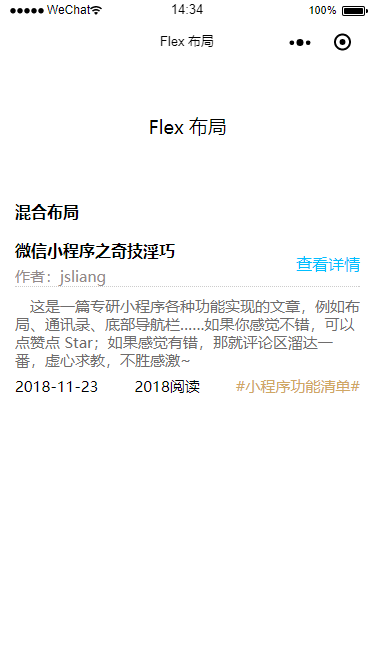 ●●●●● WeChat 14:34 100%
Flex 布局
Flex 布局
混合布局
微信小程序之奇技淫巧
作者：jsliang
查看详情
这是一篇专研小程序各种功能实现的文章，例如布
局、通讯录、底部导航栏……如果你感觉不错，可以
点赞点 Star；如果感觉有错，那就评论区溜达一
番，虚心求教，不胜感激~
2018-11-23 2018阅读 #小程序功能清单#